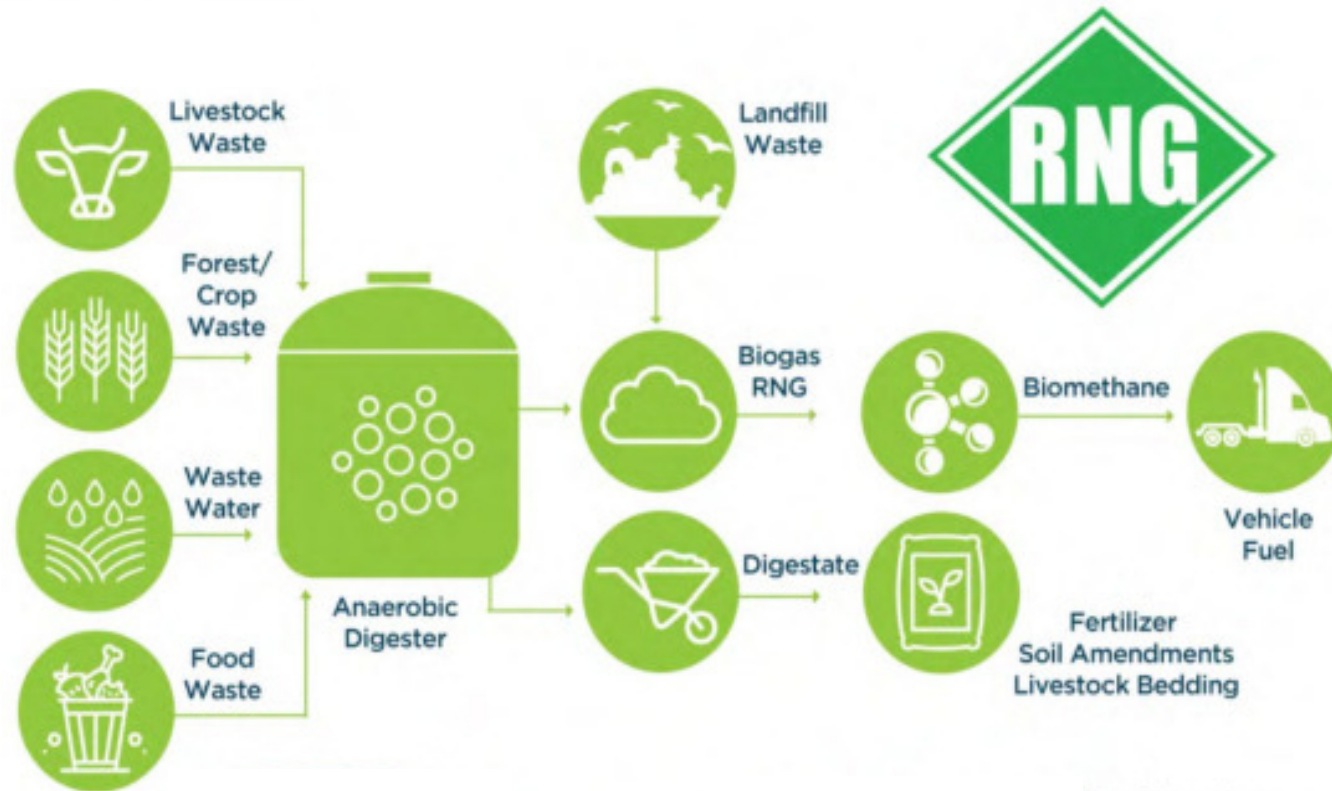 Livestock
Waste
Landfill
Waste
RNG
Forest/
Crop
Waste
Biogas
RNG
Biomethane
Waste
Water
Vehicle
Fuel
Anaerobic
Digester
Digestate
Food
Waste
Fertilizer
Soil Amendments
Livestock Bedding